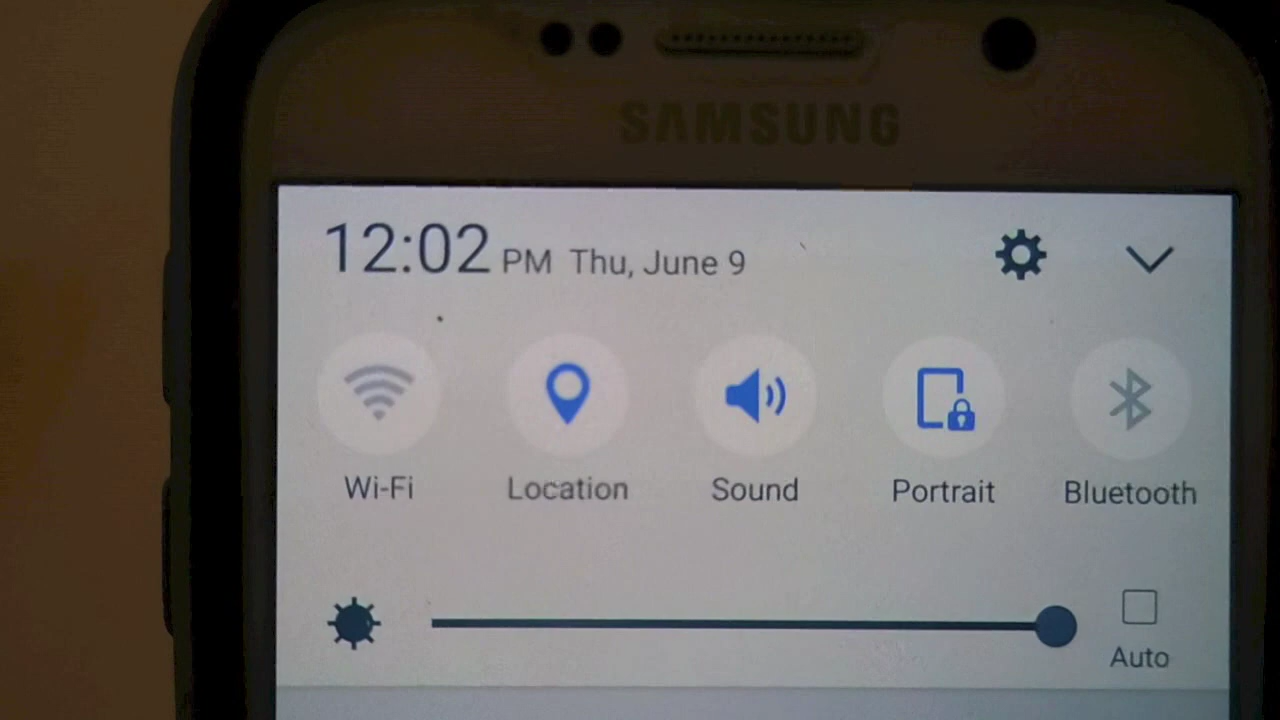 SAMSUNG
12:02 PM Thu, June 9
Wi-Fi Location Sound Portrait Bluetooth
Auto